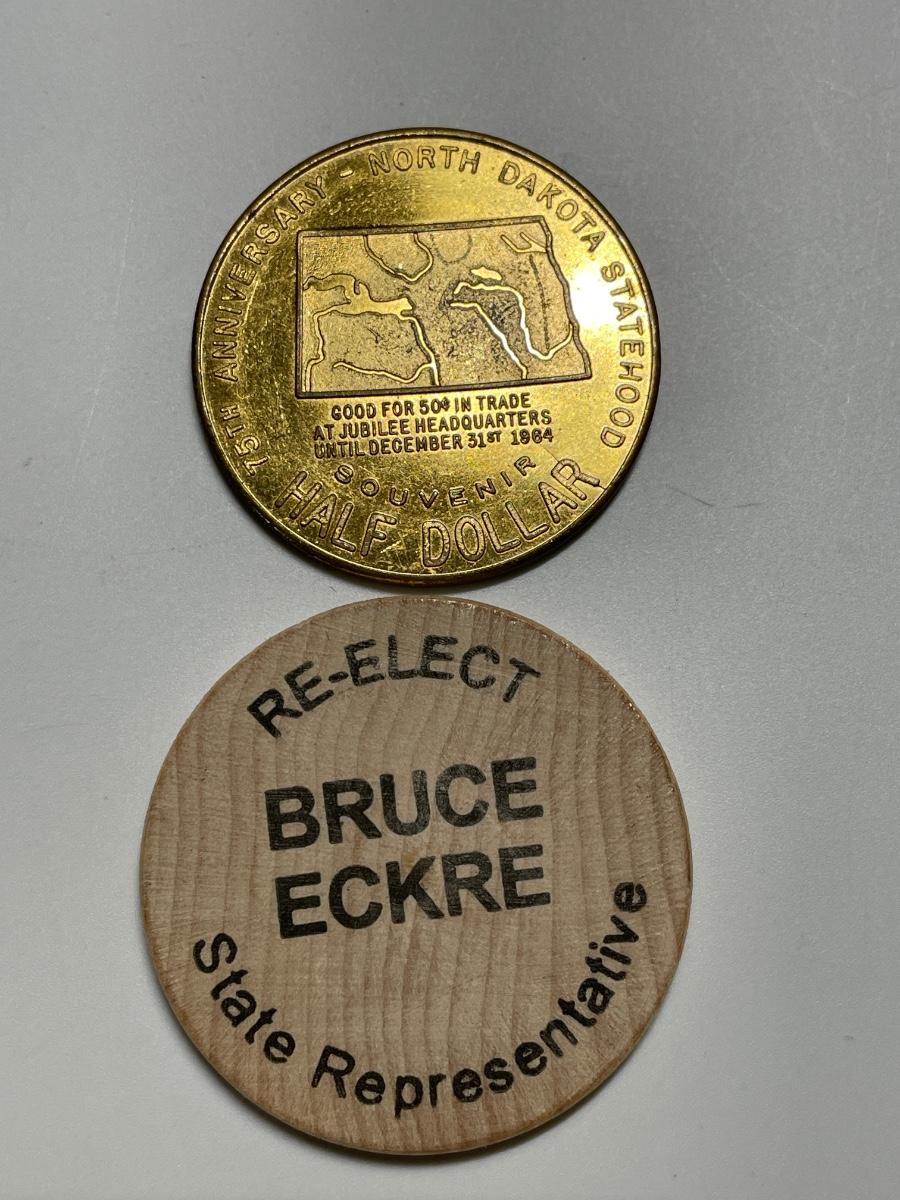 75TH ANNIVERSARY - NORTH DAKOTA STATEHOOD
GOOD FOR 50¢ IN TRADE
AT JUBILEE HEADQUARTERS
UNTIL DECEMBER 31ST 1964
SOUVENIR
HALF DOLLAR
RE-ELECT
BRUCE
ECKRE
State Representative